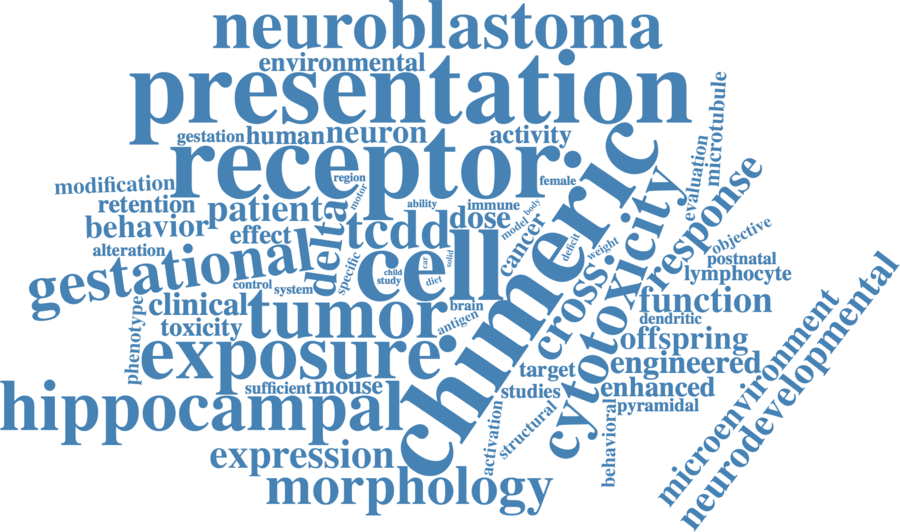 neuroblastoma
environmental
presentation
gestation
human
neuron
activity
receptor
region
motor
female
modification
retention
patient
ability
immune
behavior
effect
delta
tcdd
dose
model
body
alteration
gestational
specific
cell
child
study
car
diet
solid
cancer
deficit
weight
control
system
clinical
toxicity
phenotype
tumor
brain
antigen
exposure
sufficient
mouse
hippocampal
chimeric
cross
cytotoxicity
response
evaluation
microtubule
objective
postnatal
lymphocyte
function
dendritic
offspring
target
engineered
studies
enhanced
pyramidal
structural
activation
behavioral
microenvironment
neurodevelopmental
expression
morphology